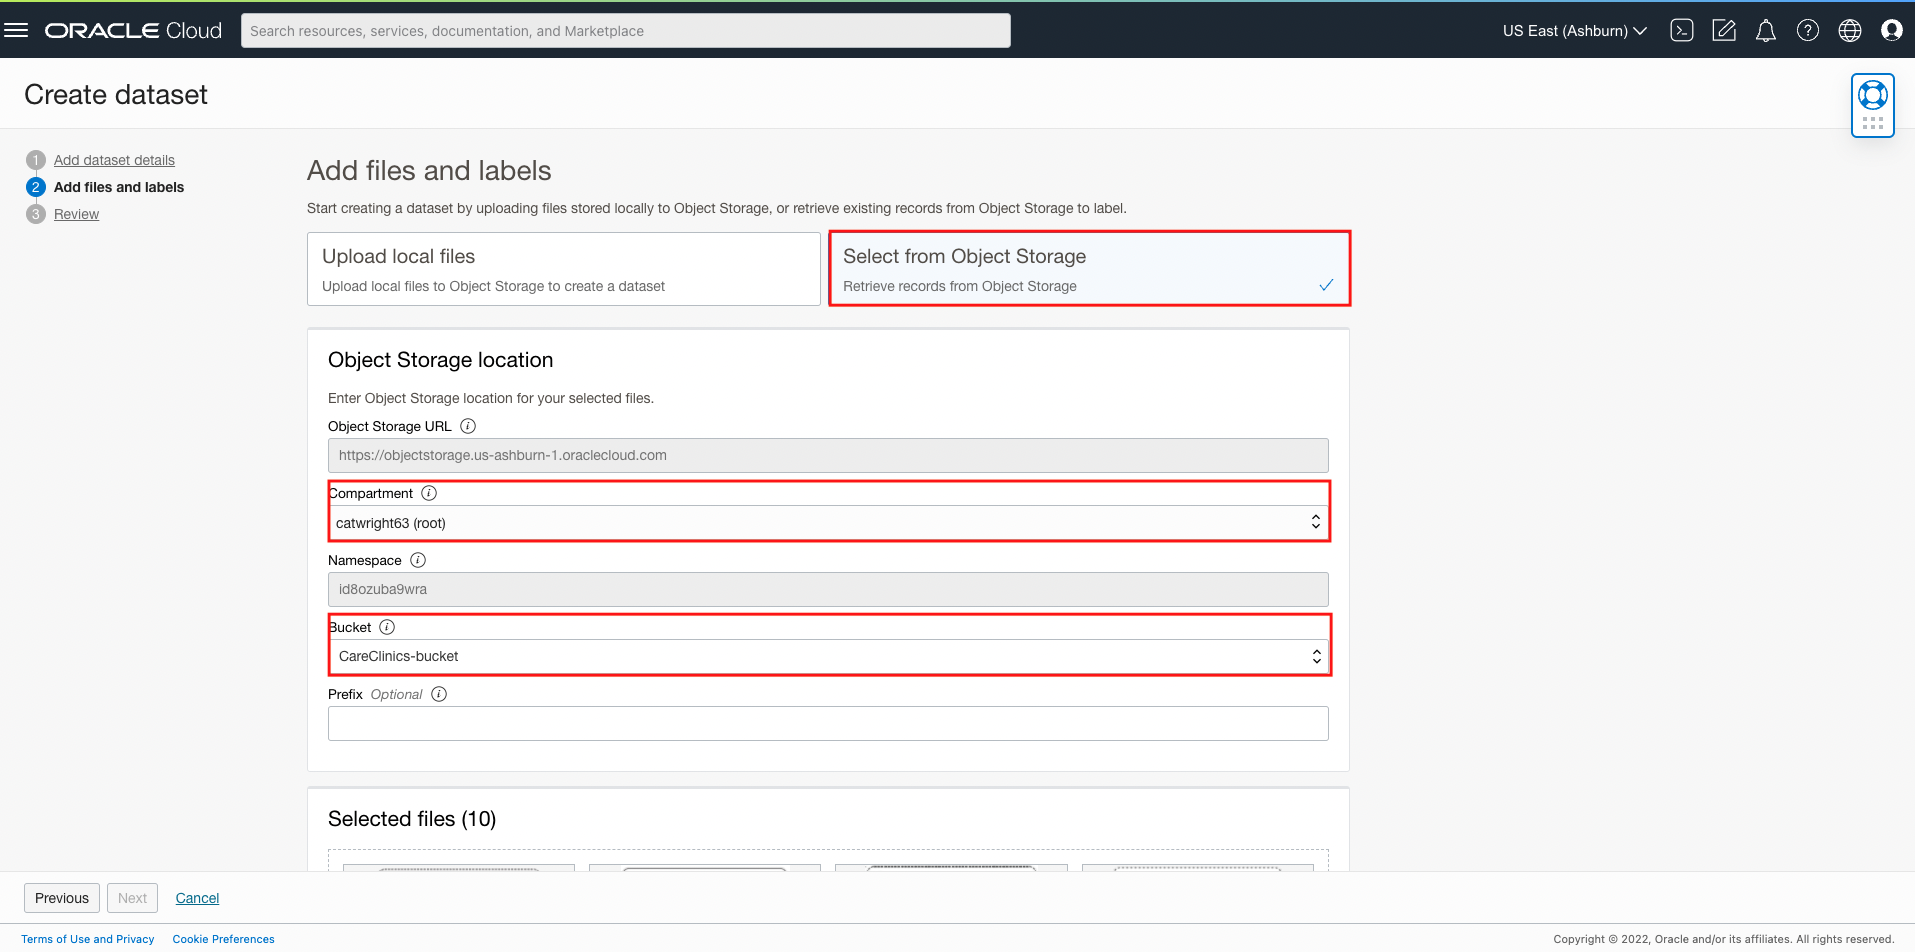 ORACLE Cloud
Search resources, services, documentation, and Marketplace
US East (Ashburn)
Create dataset
1 Add dataset details
2 Add files and labels
3 Review
Add files and labels
Start creating a dataset by uploading files stored locally to Object Storage, or retrieve existing records from Object Storage to label.
Upload local files
Upload local files to Object Storage to create a dataset
Select from Object Storage
Retrieve records from Object Storage
Object Storage location
Enter Object Storage location for your selected files.
Object Storage URL
https://objectstorage.us-ashburn-1.oraclecloud.com
Compartment
catwright63 (root)
Namespace
id8ozuba9wra
Bucket
CareClinics-bucket
Prefix Optional
Selected files (10)
Previous Next Cancel
Terms of Use and Privacy Cookie Preferences
Copyright © 2022, Oracle and/or its affiliates. All rights reserved.